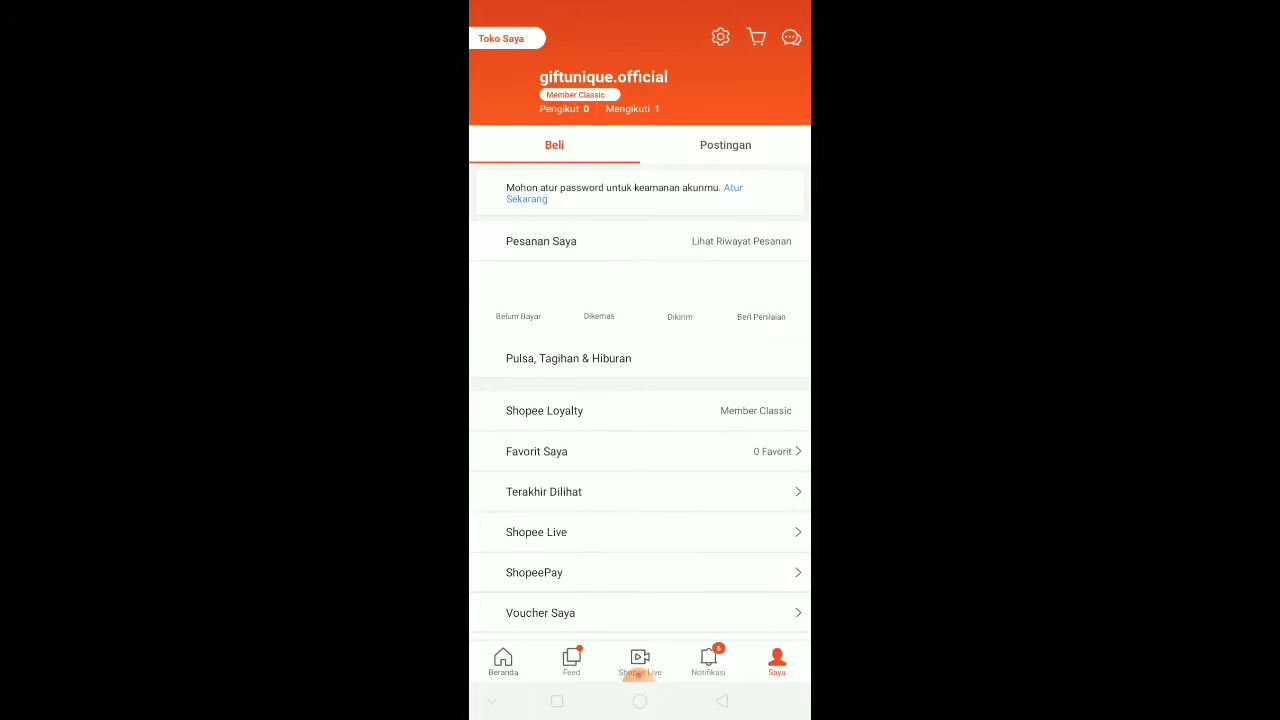 Toko Saya
giftunique.official
Member Classic
Pengikut 0 Mengikuti 1
Beli Postingan
Mohon atur password untuk keamanan akunmu. Atur
Sekarang
Pesanan Saya Lihat Riwayat Pesanan
Belum Bayar Dikemas Dikirim Beri Penilaian
Pulsa, Tagihan & Hiburan
Shopee Loyalty Member Classic
Favorit Saya 0 Favorit
Terakhir Dilihat
Shopee Live
ShopeePay
Voucher Saya
6
Beranda Feed Shopee Live Notifikasi Saya